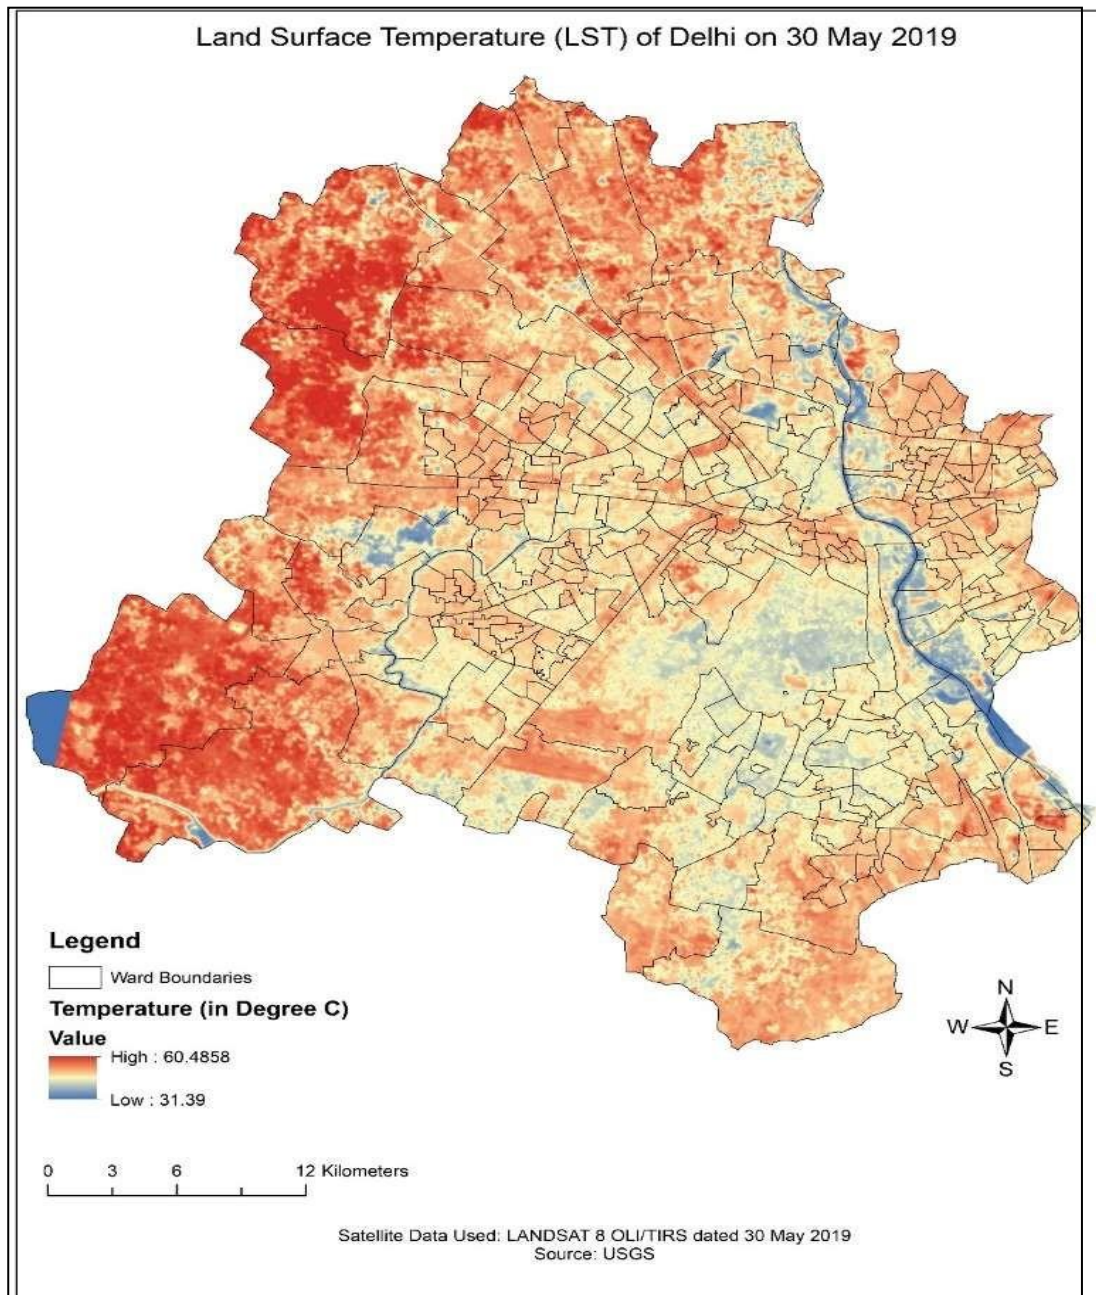 Land Surface Temperature (LST) of Delhi on 30 May 2019
Legend
Ward Boundaries
Temperature (in Degree C)
Value
High : 60.4858
Low : 31.39
N
W E
S
0 3 6 12 Kilometers
Satellite Data Used: LANDSAT 8 OLI/TIRS dated 30 May 2019
Source: USGS